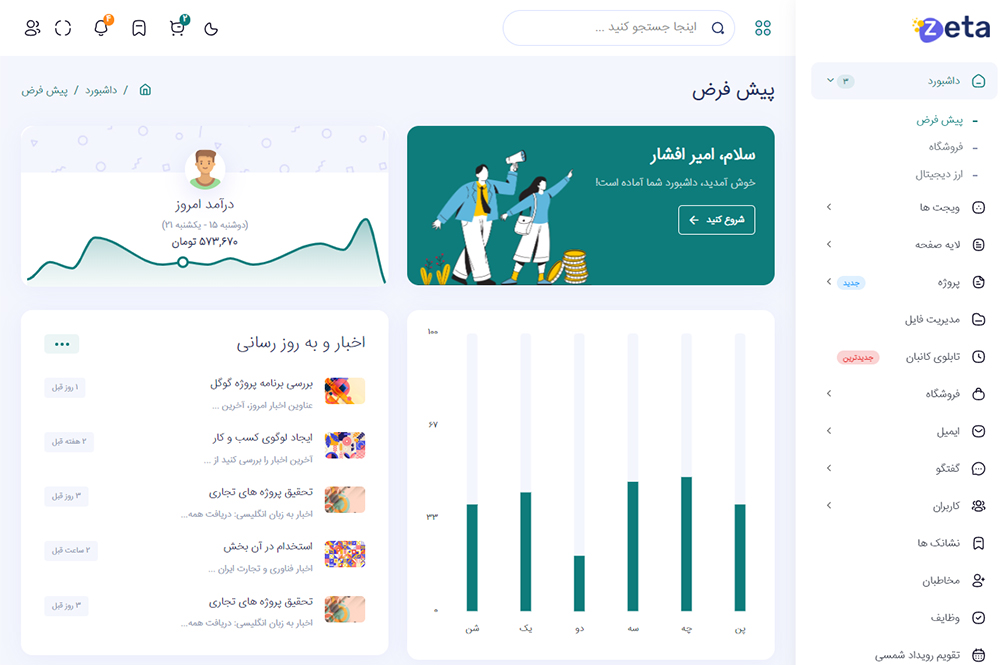 zeta
داشبورد
۳
پیش فرض
فروشگاه
ارز دیجیتال
ویجت ها
لایه صفحه
پروژه
جدید
مدیریت فایل
تابلوی کانبان
جدیدترین
فروشگاه
ایمیل
گفتگو
کاربران
نشانک ها
مخاطبان
وظایف
تقویم رویداد شمسی
اینجا جستجو کنید ...
۲
۴
پیش فرض
داشبورد / پیش فرض
سلام، امیر افشار
خوش آمدید، داشبورد شما آماده است!
شروع کنید
درآمد امروز
(دوشنبه ۱۵ - یکشنبه ۲۱)
۵۷۳,۶۷۰ تومان
۱۰۰
۶۷
۳۳
۰
شن یک دو سه چه پن
اخبار و به روز رسانی
بررسی برنامه پروژه گوگل
عناوین اخبار امروز، آخرین ...
۱ روز قبل
ایجاد لوگوی کسب و کار
آخرین اخبار را بررسی کنید از ...
۲ هفته قبل
تحقیق پروژه های تجاری
اخبار به زبان انگلیسی: دریافت همه...
۳ روز قبل
استخدام در آن بخش
اخبار فناوری و تجارت ایران ...
۲ ساعت قبل
تحقیق پروژه های تجاری
اخبار به زبان انگلیسی: دریافت همه...
۳ روز قبل